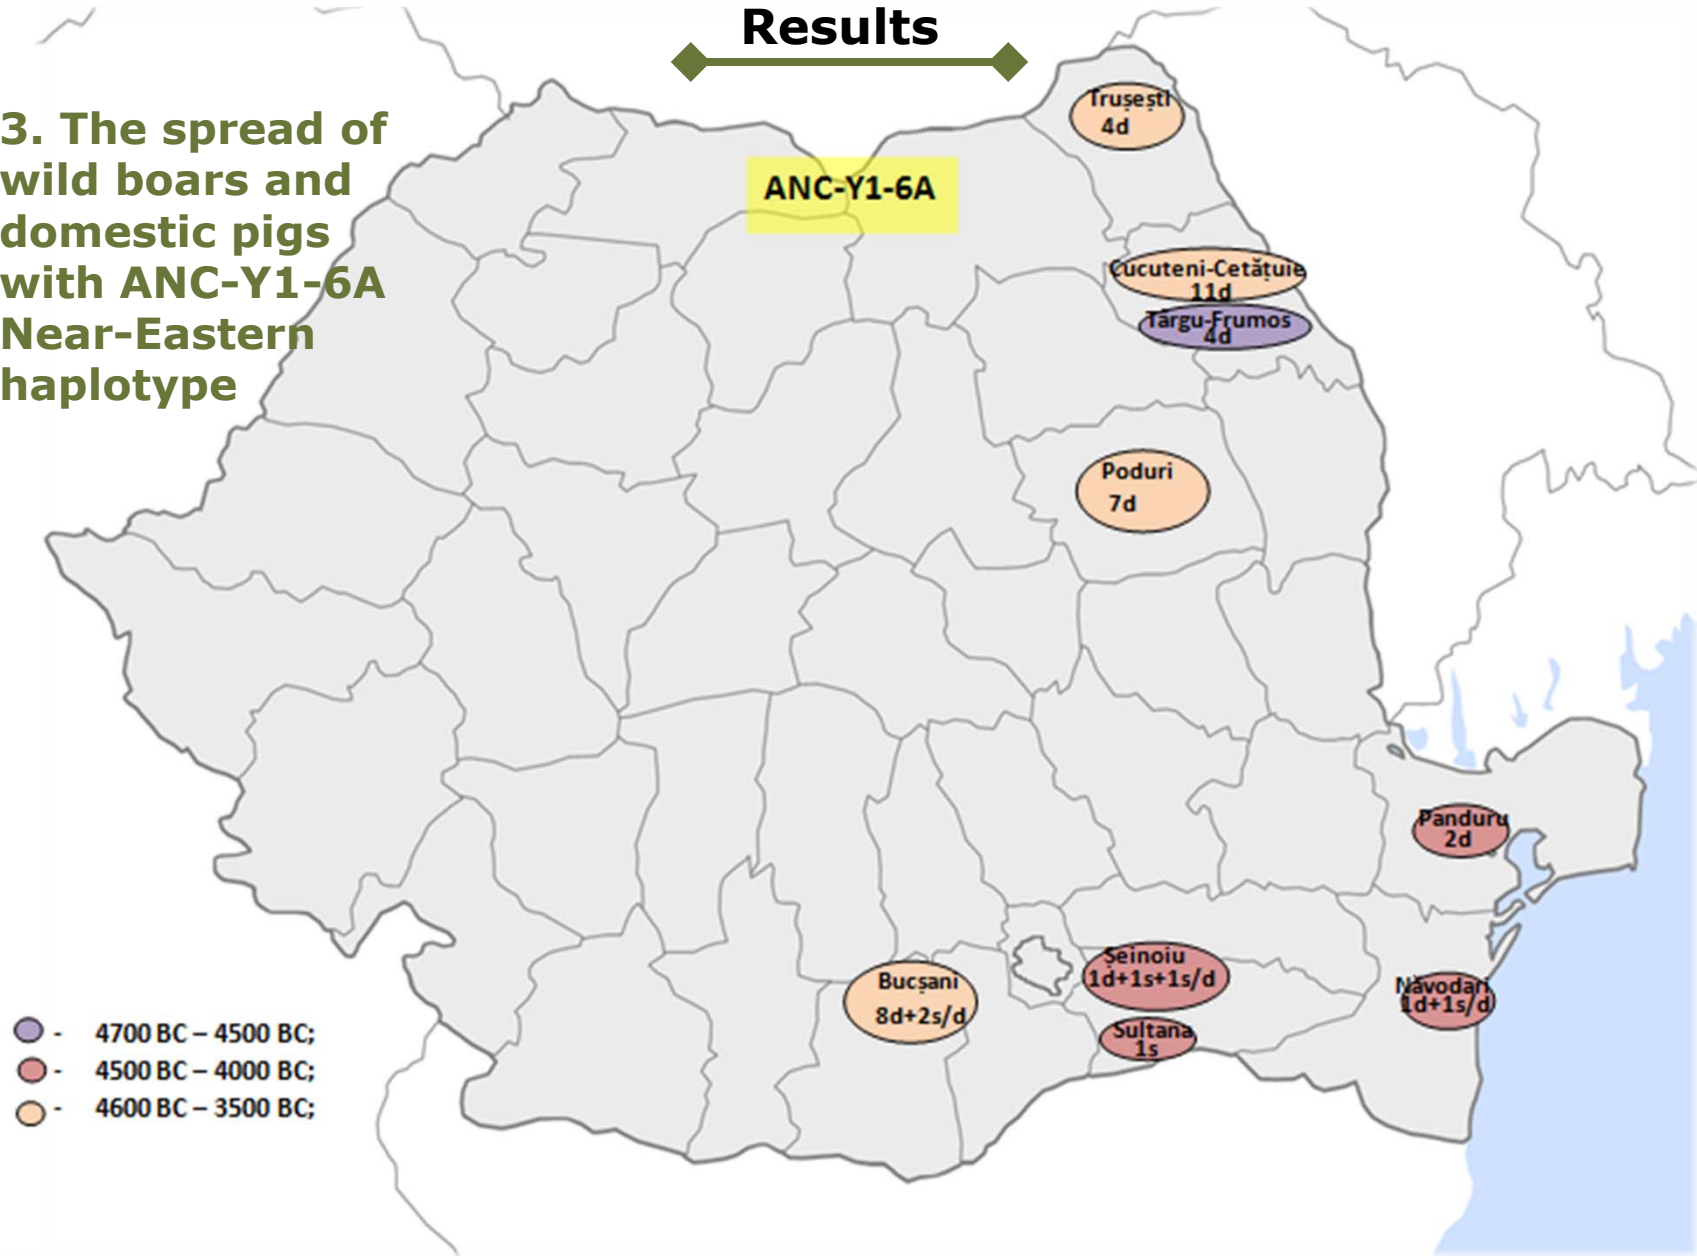 Results
3. The spread of
wild boars and
domestic pigs
with ANC-Y1-6A
Near-Eastern
haplotype
ANC-Y1-6A
Trușești
4d
Cucuteni-Cetățuie
11d
Târgu-Frumos
4d
Poduri
7d
Panduru
2d
Șeinoiu
1d+1s+1s/d
Sultana
1s
Năvodari
1d+1s/d
Bucșani
8d+2s/d
- 4700 BC – 4500 BC;
- 4500 BC – 4000 BC;
- 4600 BC – 3500 BC;